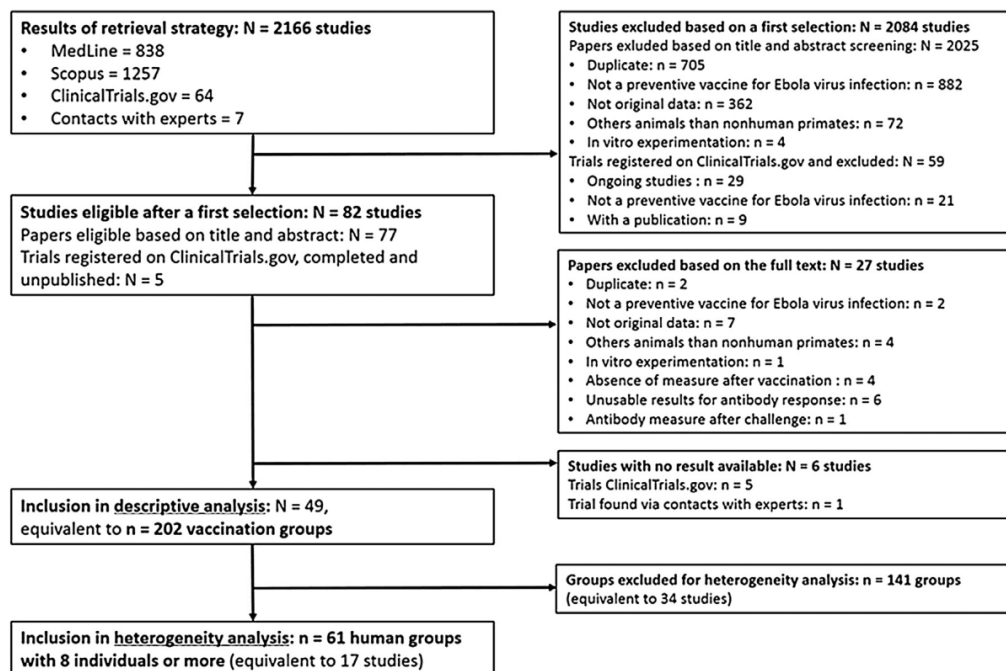 Results of retrieval strategy: N = 2166 studies
• MedLine = 838
• Scopus = 1257
• ClinicalTrials.gov = 64
• Contacts with experts = 7
Studies excluded based on a first selection: N = 2084 studies
Papers exluded based on title and abstract screening: N = 2025
• Duplicate: n = 705
• Not a preventive vaccine for Ebola virus infection: n = 882
• Not original data: n = 362
• Others animals than nonhuman primates: n = 72
• In vitro experimentation: n = 4
Trials registered on ClinicalTrials.gov and excluded: N = 59
• Ongoing studies : n = 29
• Not a preventive vaccine for Ebola virus infection: n = 21
• With a publication: n = 9
Studies eligible after a first selection: N = 82 studies
Papers eligible based on title and abstract: N = 77
Trials registered on ClinicalTrials.gov, completed and
unpublished: N = 5
Papers excluded based on the full text: N = 27 studies
• Duplicate: n = 2
• Not a preventive vaccine for Ebola virus infection: n = 2
• Not original data: n = 7
• Others animals than nonhuman primates: n = 4
• In vitro experimentation: n = 1
• Absence of measure after vaccination : n = 4
• Unusable results for antibody response: n = 6
• Antibody measure after challenge: n = 1
Studies with no result available: N = 6 studies
Trials ClinicalTrials.gov: n = 5
Trial found via contacts with experts: n = 1
Inclusion in descriptive analysis: N = 49,
equivalent to n = 202 vaccination groups
Groups excluded for heterogeneity analysis: n = 141 groups
(equivalent to 34 studies)
Inclusion in heterogeneity analysis: n = 61 human groups
with 8 individuals or more (equivalent to 17 studies)